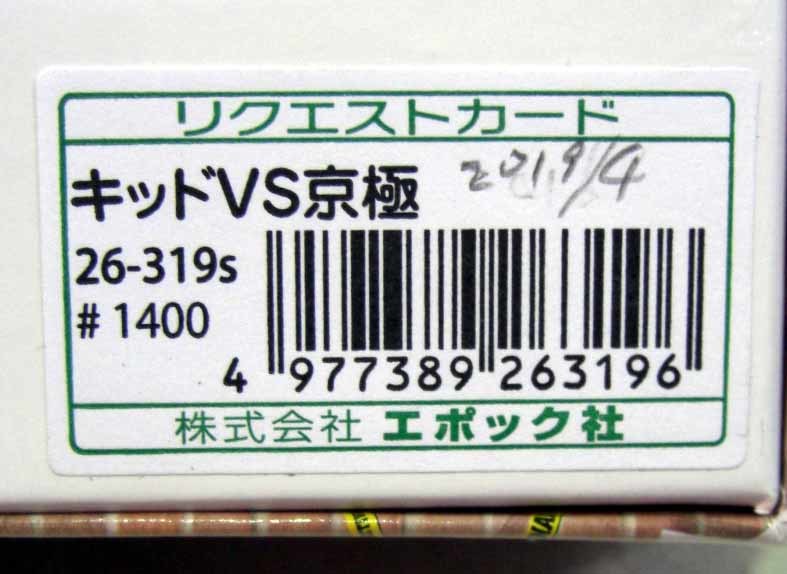 リクエストカード
キッドVS京極 2019/4
26-319s
#1400
4 977389 263196
株式会社 エポック社